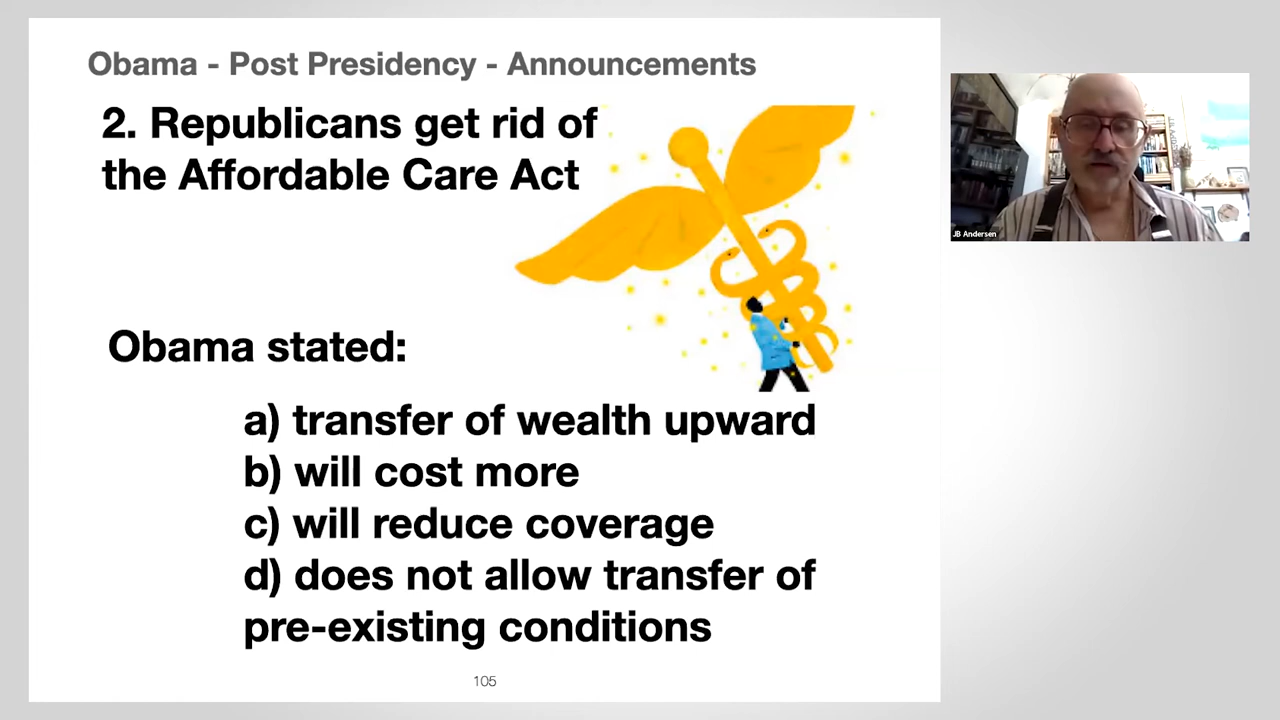 Obama - Post Presidency - Announcements
2. Republicans get rid of
the Affordable Care Act
Obama stated:
a) transfer of wealth upward
b) will cost more
c) will reduce coverage
d) does not allow transfer of
pre-existing conditions
105
JB Andersen